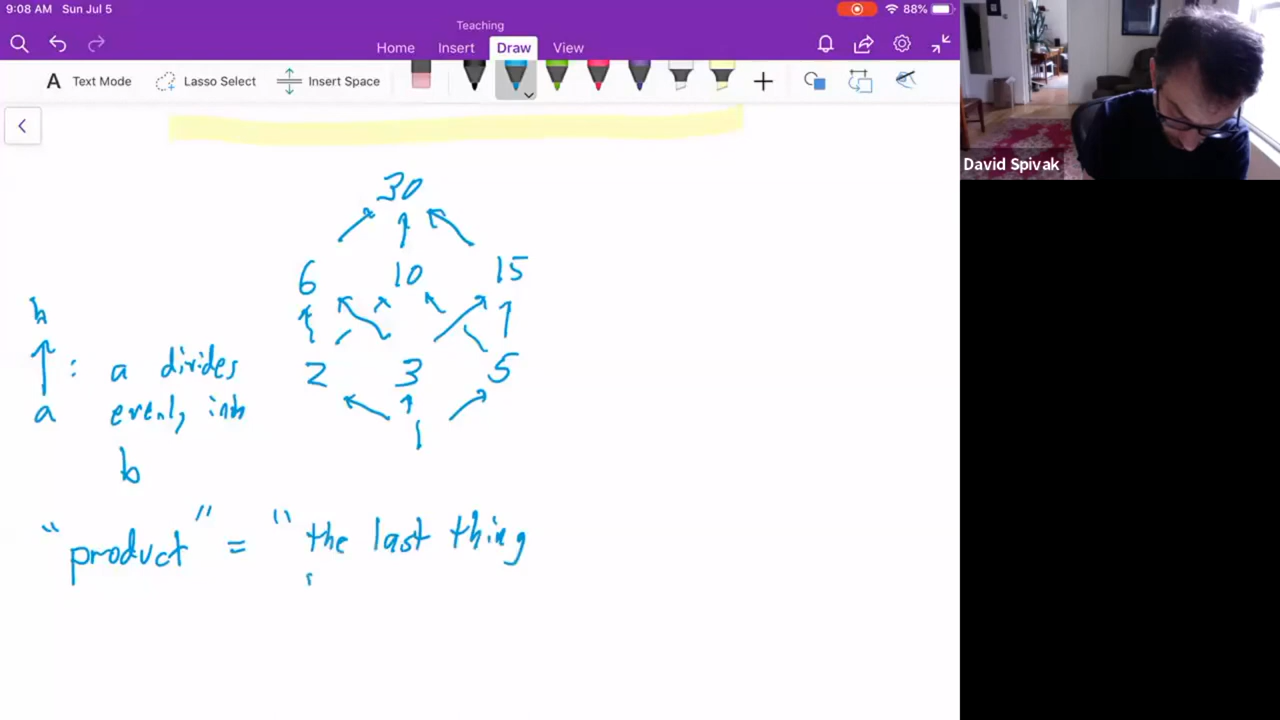 9:08 AM Sun Jul 5
88%
Teaching
Home Insert Draw View
Text Mode Lasso Select Insert Space
David Spivak
30
6 10 15
2 3 5
1
b
: a divides
a evenly into
b
"product" = "the last thing